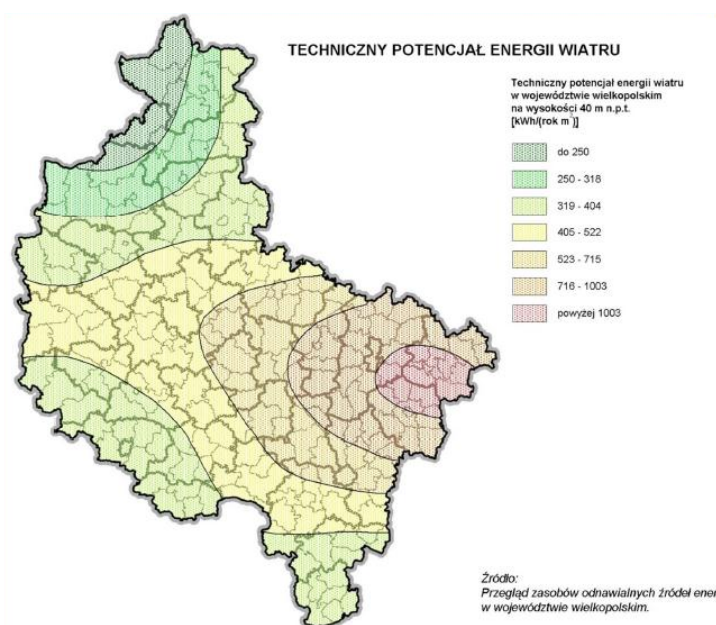 TECHNICZNY POTENCJAŁ ENERGII WIATRU
Techniczny potencjał energii wiatru
w województwie wielkopolskim
na wysokości 40 m n.p.t.
[kWh/(rok m²)]
do 250
250 - 318
319 - 404
405 - 522
523 - 715
716 - 1003
powyżej 1003
Źródło:
Przegląd zasobów odnawialnych źródeł ener
w województwie wielkopolskim.